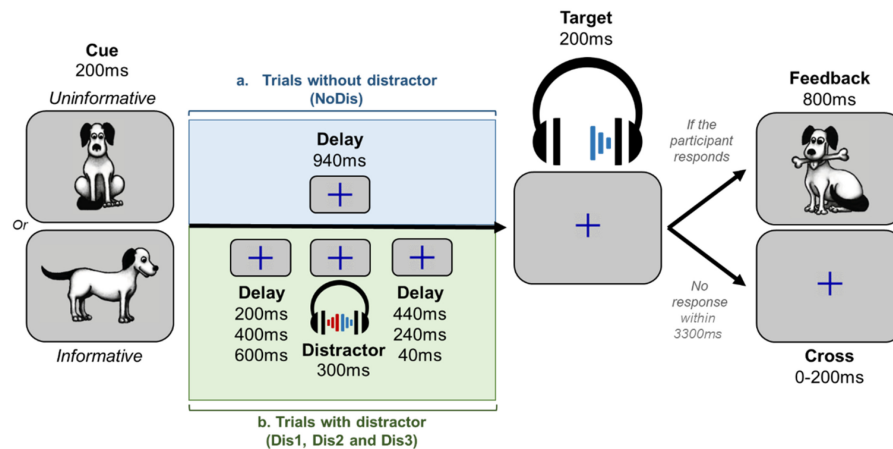 Cue
200ms
Uninformative
Or
Informative
a. Trials without distractor
(NoDis)
Delay
940ms
Delay
200ms
400ms
600ms
Distractor
300ms
Delay
440ms
240ms
40ms
b. Trials with distractor
(Dis1, Dis2 and Dis3)
Target
200ms
If the
participant
responds
No
response
within
3300ms
Feedback
800ms
Cross
0-200ms